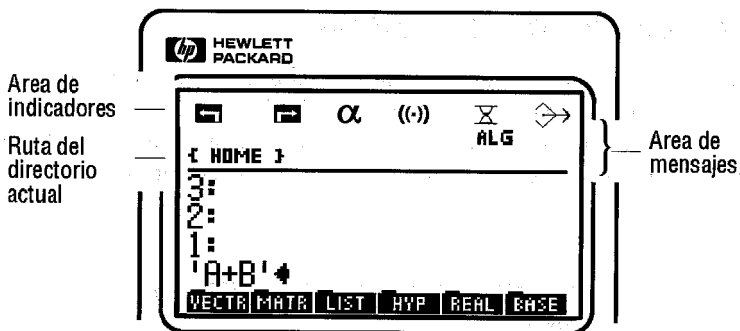 hp HEWLETT
PACKARD
Area de
indicadores
Ruta del
directorio
actual
α ((·))
ALG
{ HOME }
3:
2:
1:
'A+B'
VECTR MATR LIST HYP REAL BASE
Area de
mensajes